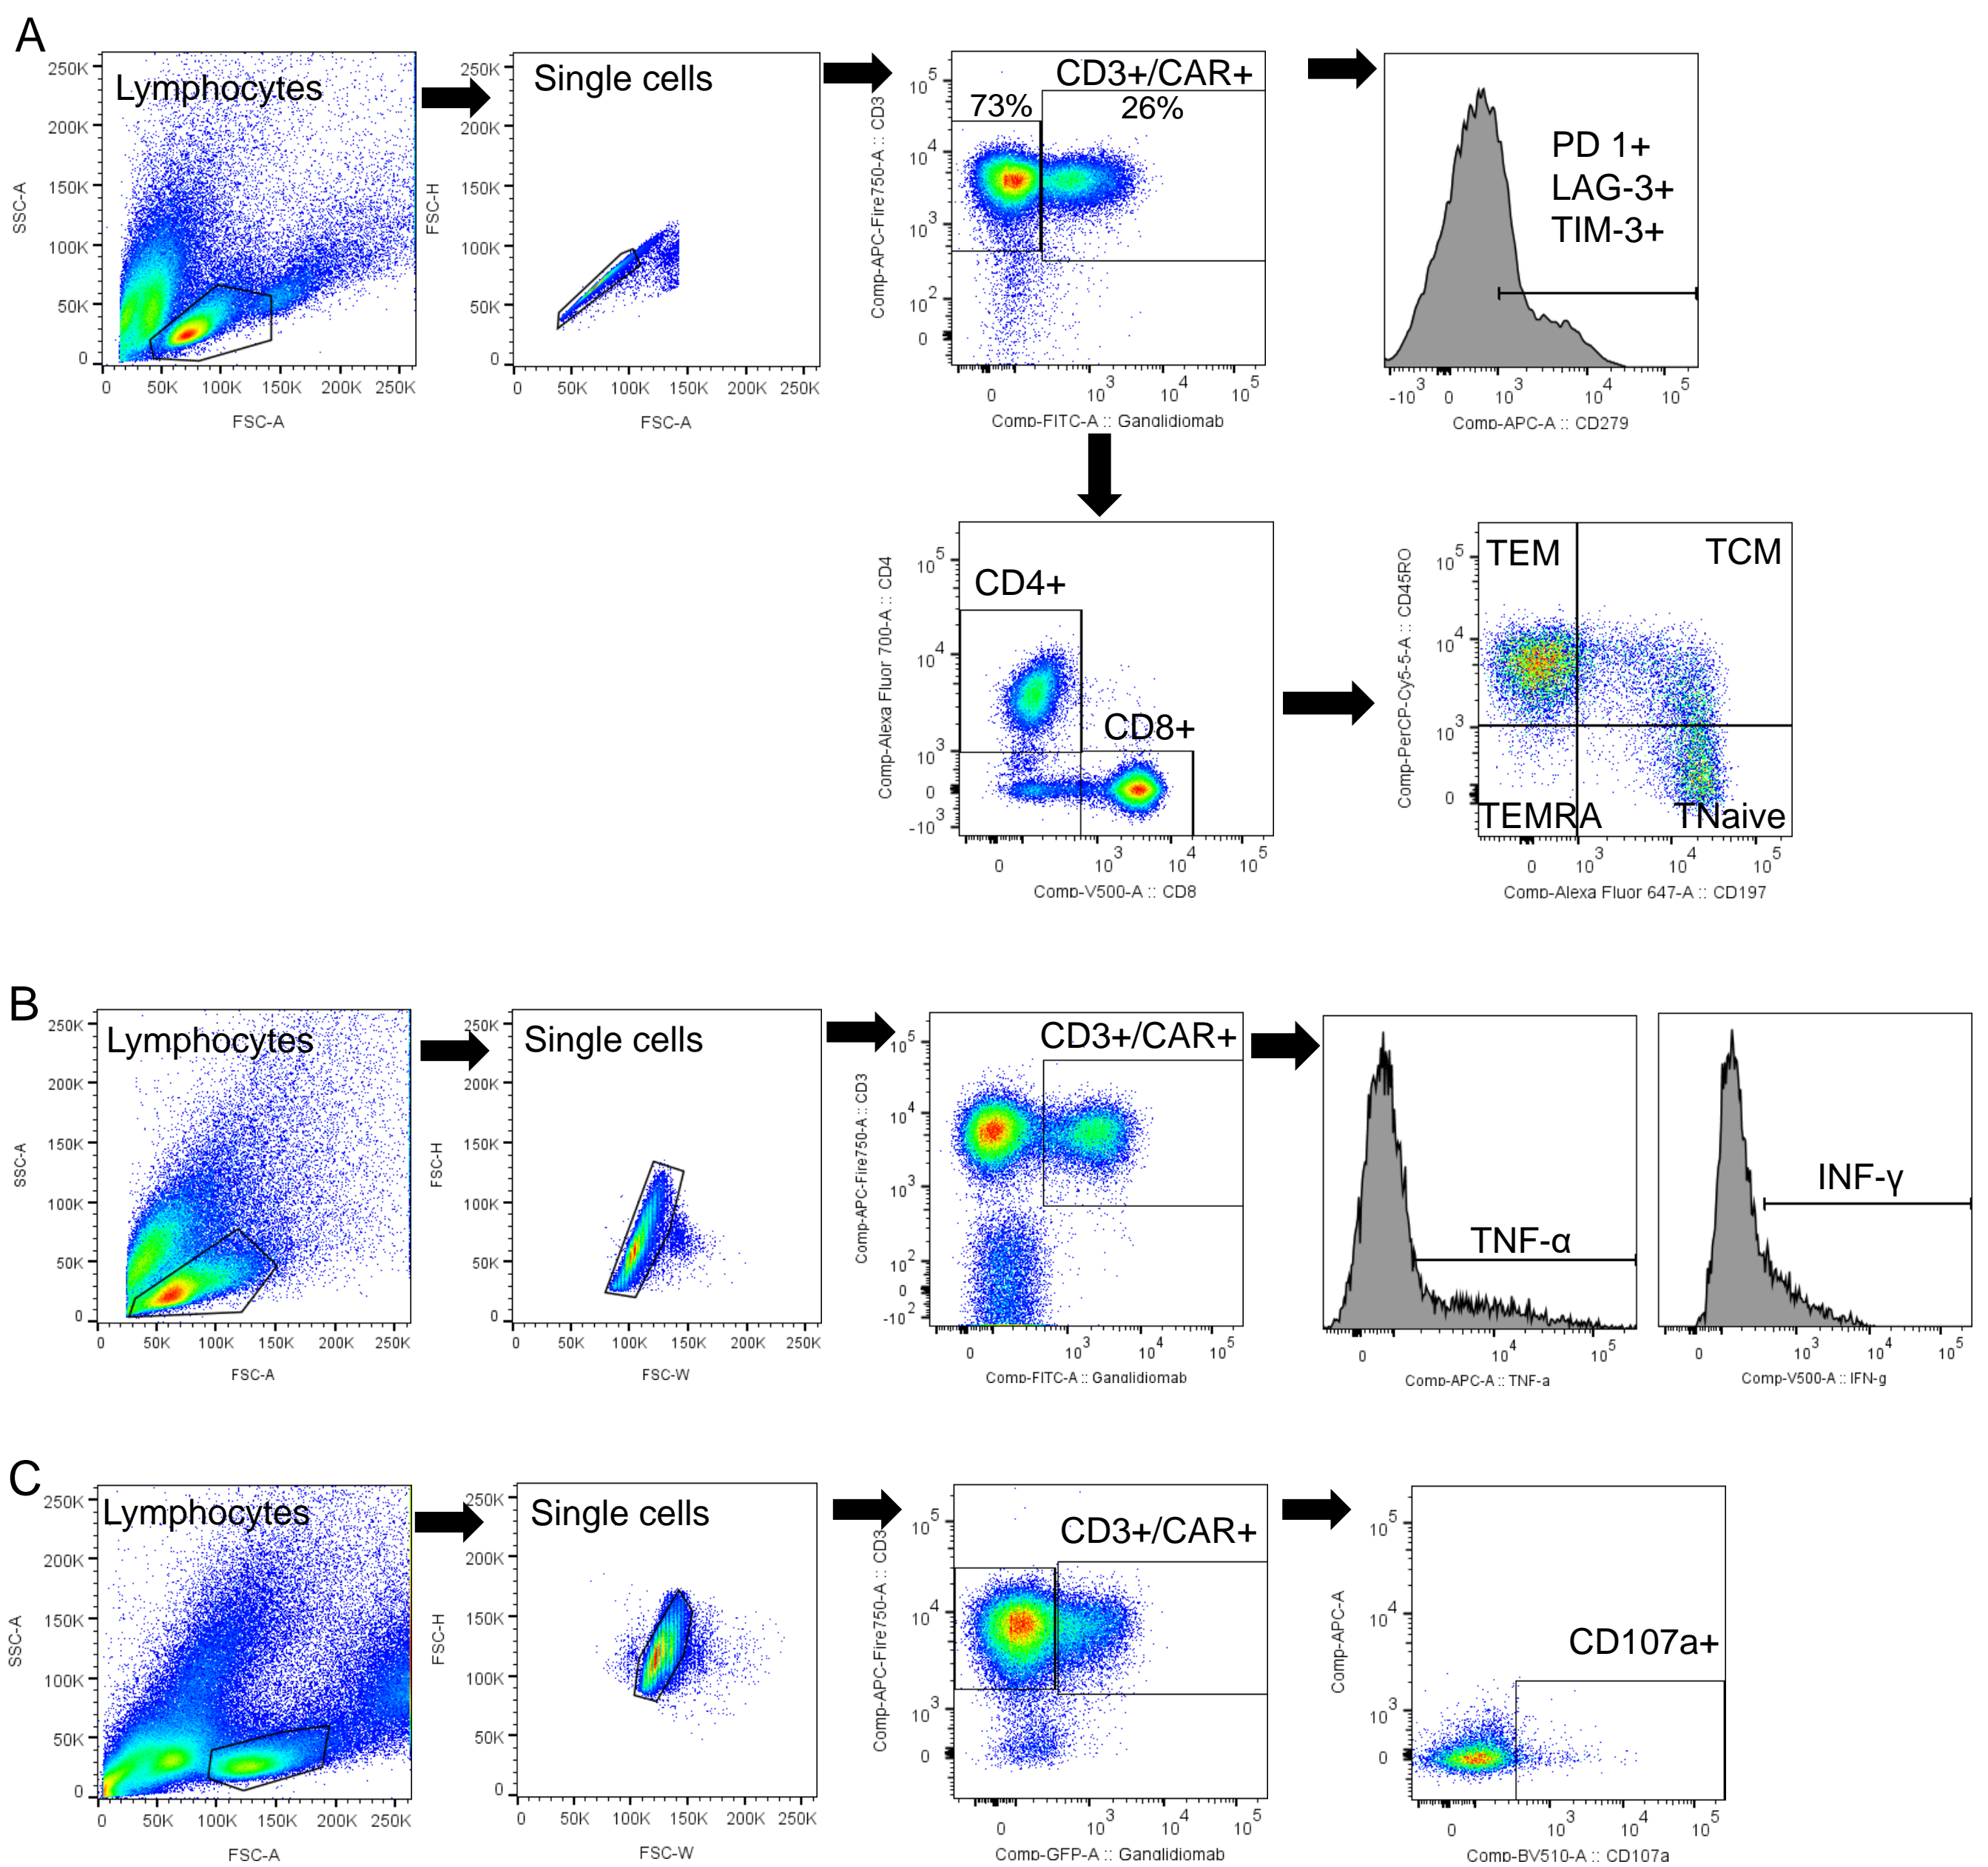 A
Lymphocytes
250K
200K
150K
100K
50K
0
SSC-A
0 50K 100K 150K 200K 250K
FSC-A
Single cells
250K
200K
150K
100K
50K
0
FSC-H
0 50K 100K 150K 200K 250K
FSC-A
CD3+/CAR+
73% 26%
10^5
10^4
10^3
10^2
0
Comp-APC-Fire750-A :: CD3
0 10^3 10^4 10^5
Comp-FITC-A :: Ganglidiomab
PD 1+
LAG-3+
TIM-3+
-10^3 0 10^3 10^4 10^5
Comp-APC-A :: CD279
CD4+
CD8+
10^5
10^4
10^3
0
-10^3
Comp-Alexa Fluor 700-A :: CD4
0 10^3 10^4 10^5
Comp-V500-A :: CD8
TEM TCM
TEMRA TNaive
10^5
10^4
10^3
0
Comp-PerCP-Cy5-5-A :: CD45RO
0 10^3 10^4 10^5
Comp-Alexa Fluor 647-A :: CD197
B
Lymphocytes
250K
200K
150K
100K
50K
0
SSC-A
0 50K 100K 150K 200K 250K
FSC-A
Single cells
250K
200K
150K
100K
50K
0
FSC-H
0 50K 100K 150K 200K 250K
FSC-W
CD3+/CAR+
10^5
10^4
10^3
10^2
0
-10^2
Comp-APC-Fire750-A :: CD3
0 10^3 10^4 10^5
Comp-FITC-A :: Ganglidiomab
TNF-α
0 10^4 10^5
Comp-APC-A :: TNF-a
INF-γ
0 10^3 10^4 10^5
Comp-V500-A :: IFN-g
C
Lymphocytes
250K
200K
150K
100K
50K
0
SSC-A
0 50K 100K 150K 200K 250K
FSC-A
Single cells
250K
200K
150K
100K
50K
0
FSC-H
0 50K 100K 150K 200K 250K
FSC-W
CD3+/CAR+
10^5
10^4
10^3
0
Comp-APC-Fire750-A :: CD3
0 10^3 10^4 10^5
Comp-GFP-A :: Ganglidiomab
CD107a+
10^5
10^4
10^3
0
Comp-APC-A
0 10^3 10^4 10^5
Comp-BV510-A :: CD107a